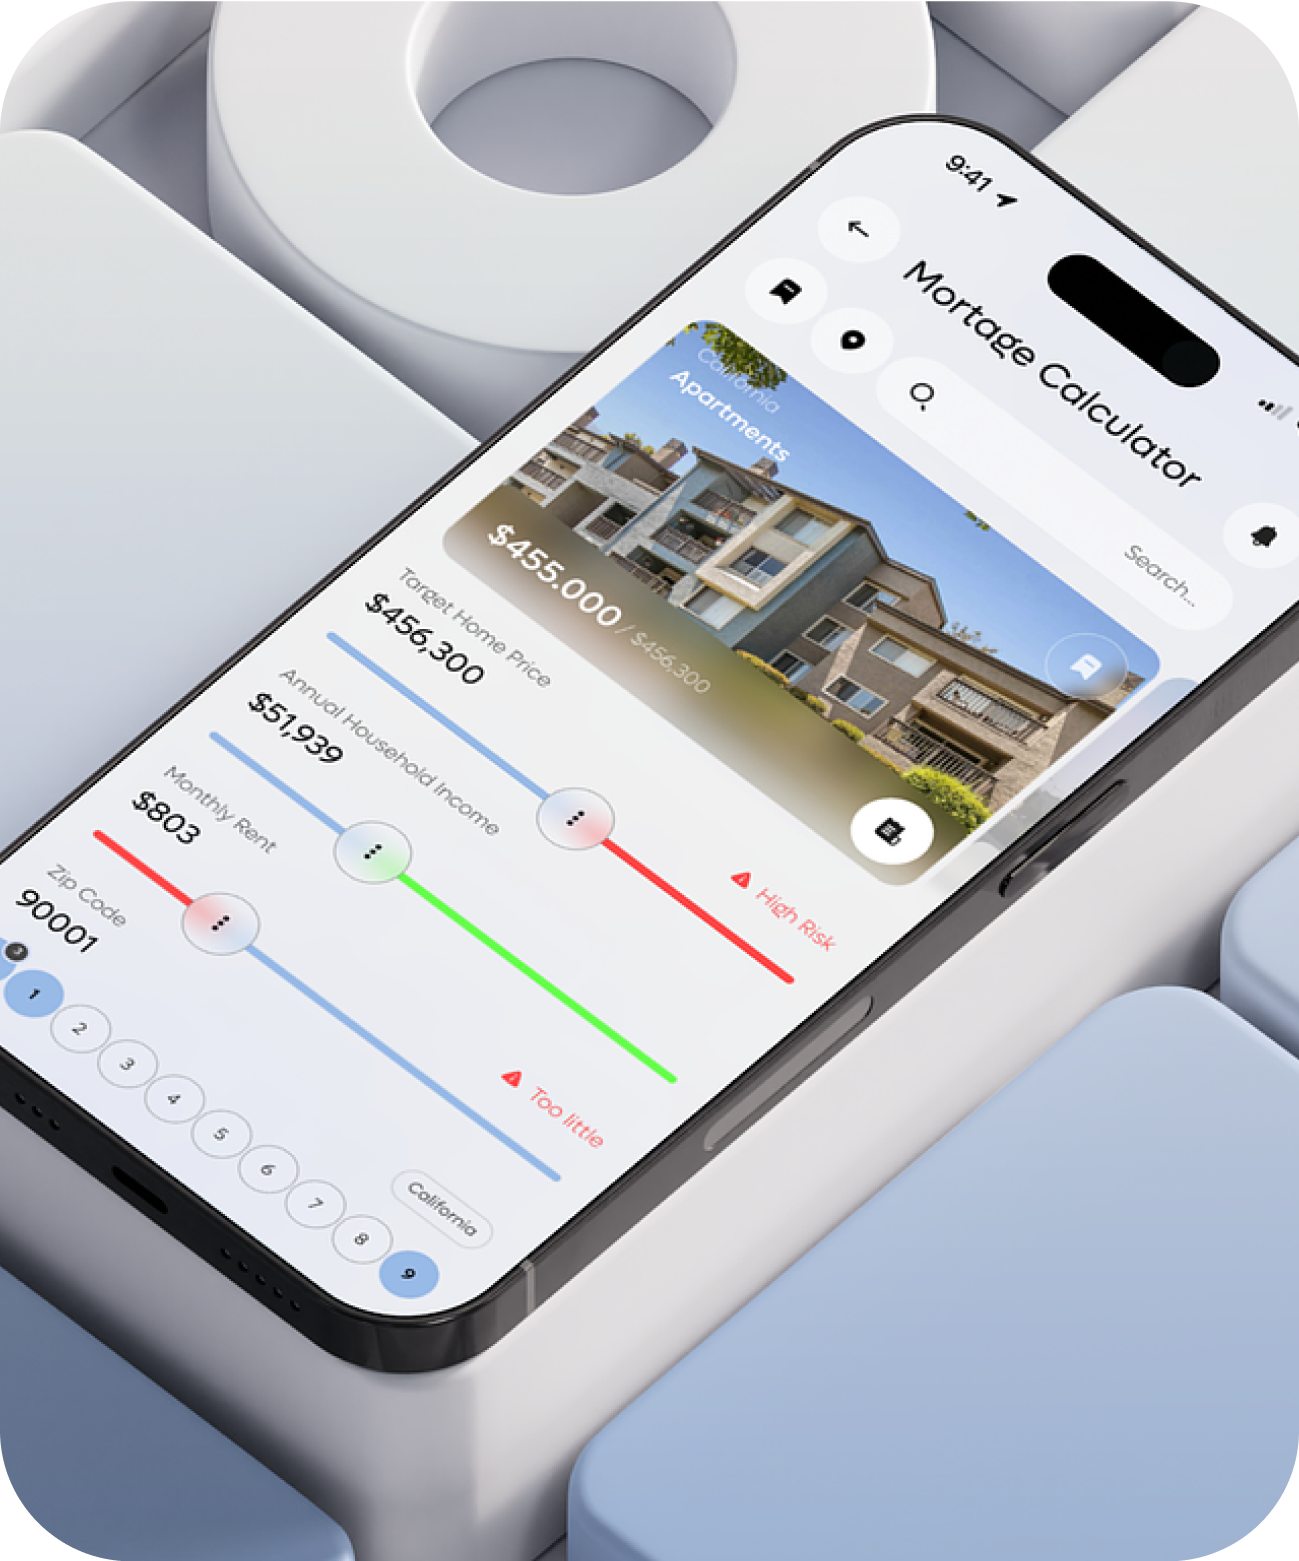 9:41
Mortage Calculator
Search...
California
Apartments
$455.000 / $456,300
Target Home Price
$456,300
High Risk
Annual Household Income
$51,939
Monthly Rent
$803
Too little
Zip Code
90001
California
3
1 2 3 4 5 6 7 8 9